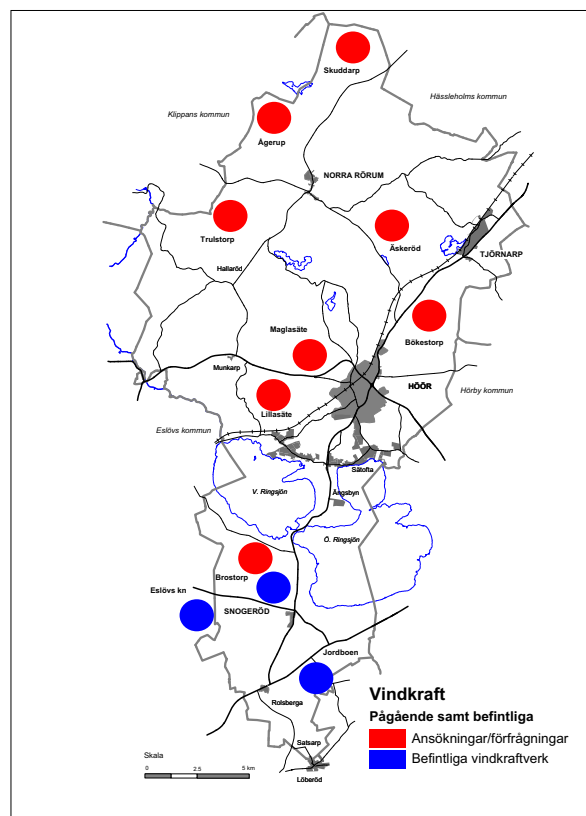 Skuddarp
Hässleholms kommun
Klippans kommun
Ågerup
NORRA RÖRUM
Trulstorp
Äskeröd
TJÖRNARP
Hallaröd
Maglasäte
Bökestorp
Munkarp
HÖÖR
Hörby kommun
Lillasäte
Eslövs kommun
Sätofta
V. Ringsjön
Ängsbyn
Ö. Ringsjön
Brostorp
Eslövs kn
SNOGERÖD
Jordboen
Rolsberga
Satsarp
Löberöd
Skala
0 2.5 5 km
Vindkraft
Pågående samt befintliga
Ansökningar/förfrågningar
Befintliga vindkraftverk